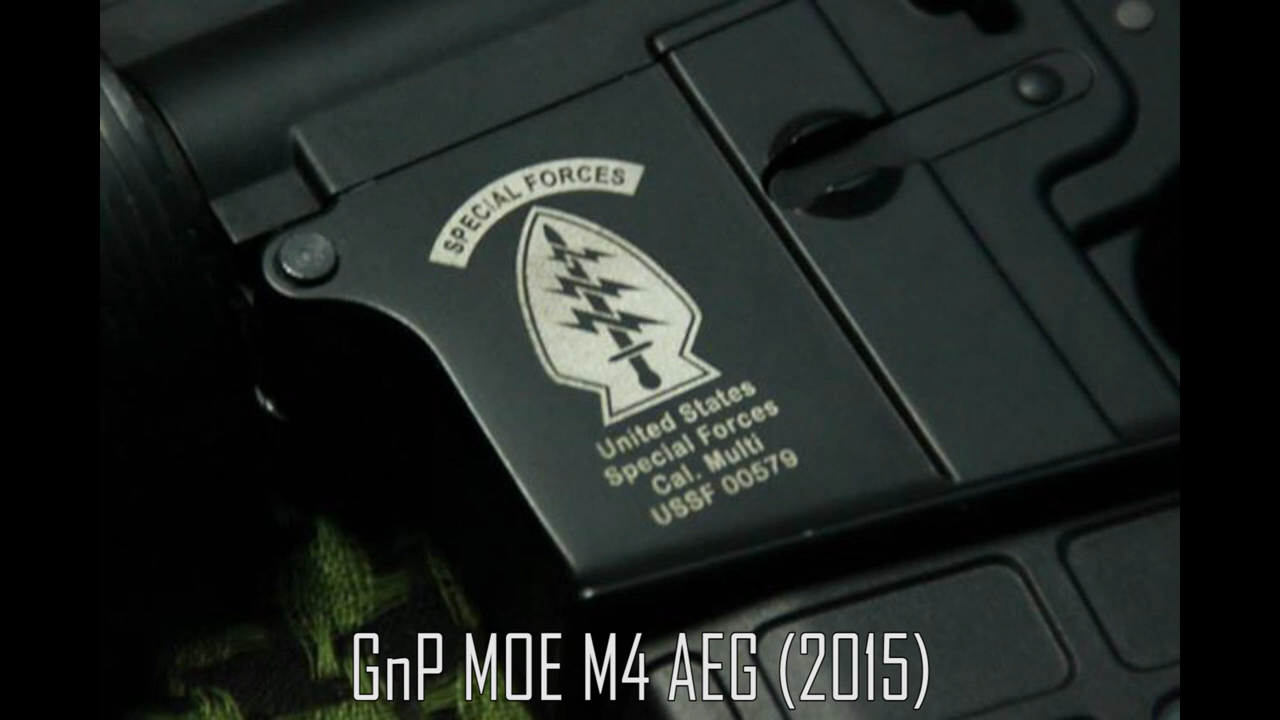 SPECIAL FORCES
United States
Special Forces
Cal. Multi
USSF 00579
GnP MOE M4 AEG (2015)